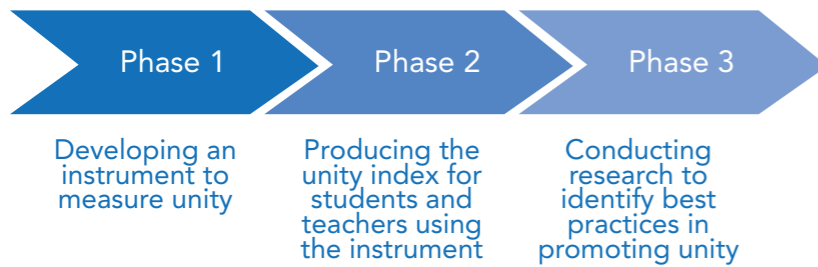 Phase 1
Phase 2
Phase 3
Developing an
instrument to
measure unity
Producing the
unity index for
students and
teachers using
the instrument
Conducting
research to
identify best
practices in
promoting unity